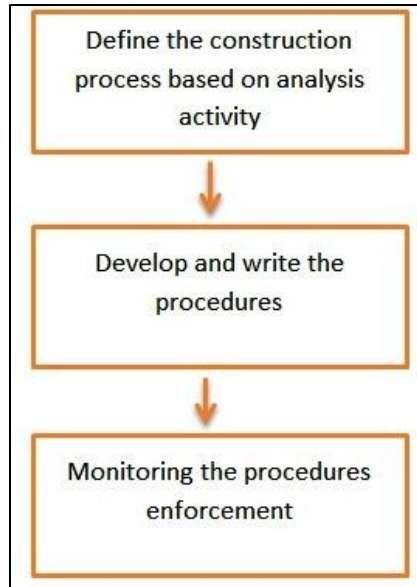 Define the construction
process based on analysis
activity
Develop and write the
procedures
Monitoring the procedures
enforcement